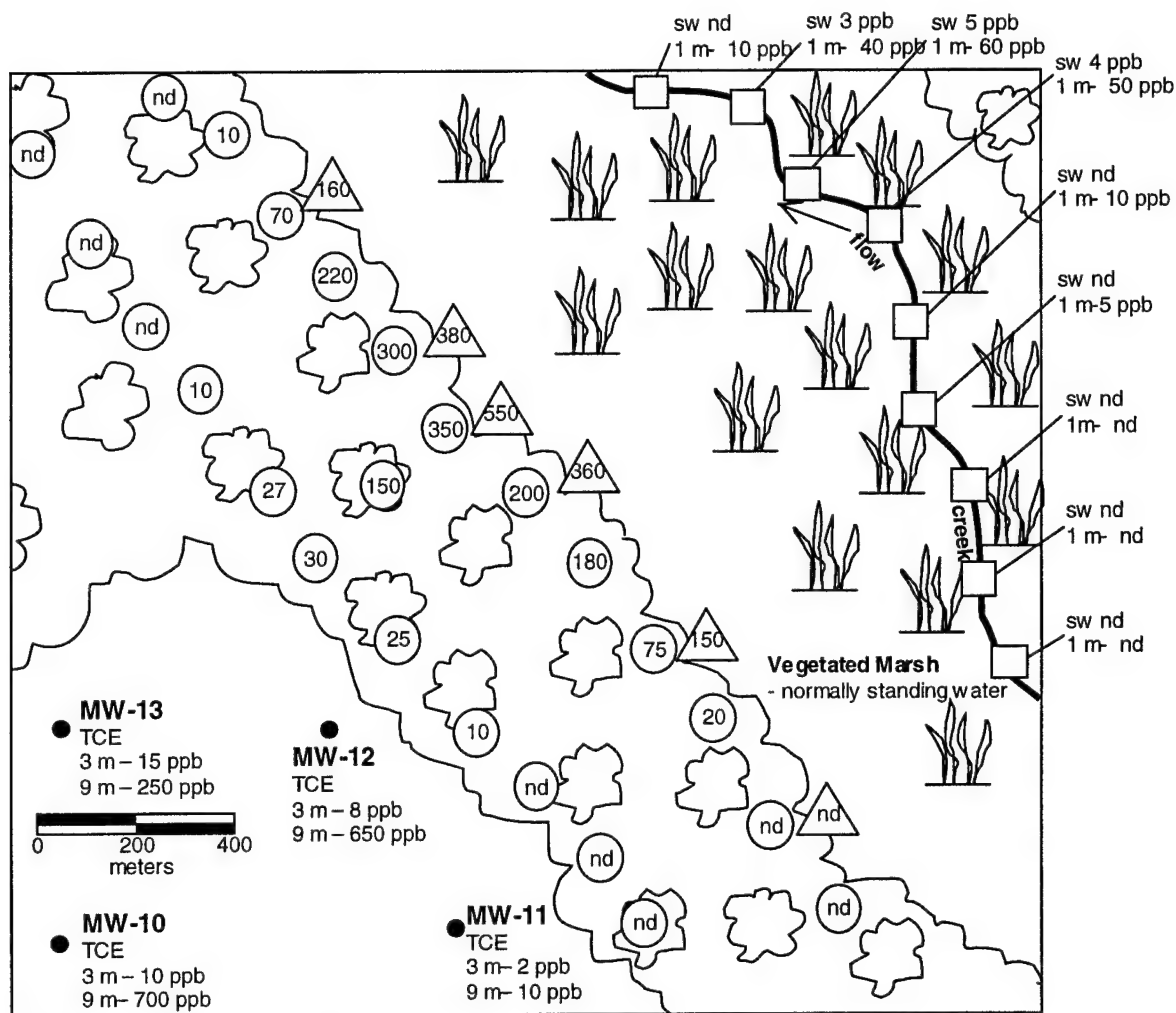 sw nd
1 m- 10 ppb
sw 3 ppb
1 m- 40 ppb
sw 5 ppb
1 m- 60 ppb
sw 4 ppb
1 m- 50 ppb
sw nd
1 m- 10 ppb
sw nd
1 m-5 ppb
sw nd
1m- nd
sw nd
1 m- nd
sw nd
1 m- nd
nd
nd
10
160
70
nd
220
flow
nd
300
380
10
350
550
27
150
200
360
creek
30
180
25
75
150
Vegetated Marsh
- normally standing water
10
20
nd
nd
nd
nd
nd
nd
MW-13
TCE
3 m – 15 ppb
9 m – 250 ppb
MW-12
TCE
3 m – 8 ppb
9 m – 650 ppb
0 200 400
meters
MW-10
TCE
3 m – 10 ppb
9 m– 700 ppb
MW-11
TCE
3 m– 2 ppb
9 m– 10 ppb